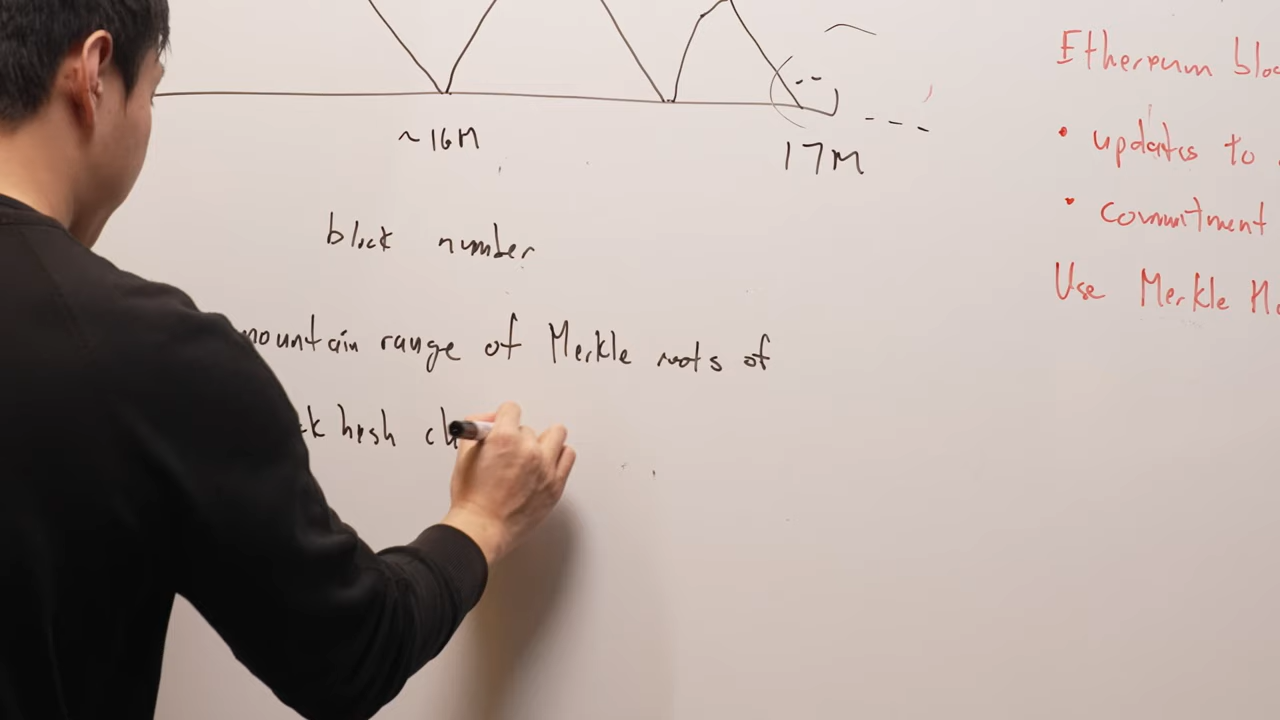 ~16M
17M
block number
mountain range of Merkle roots of
hash
Ethereum
• updates to
• commitment
Use Merkle